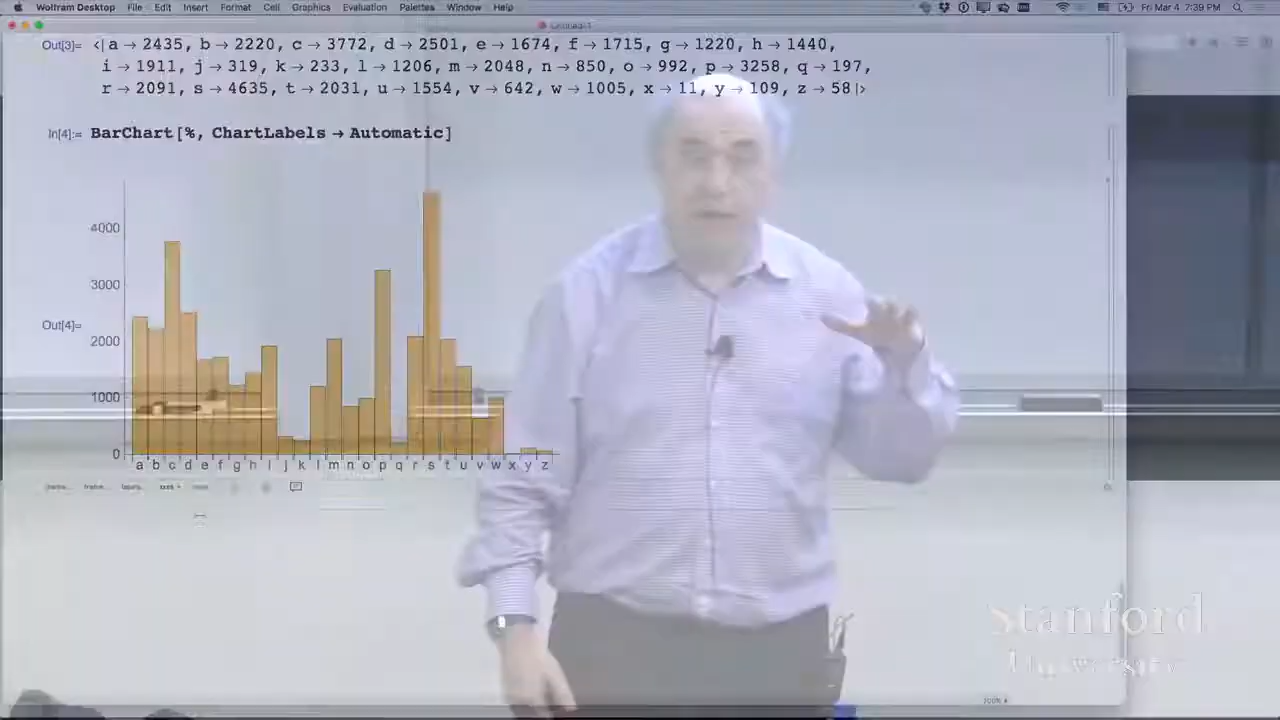 Wolfram Desktop File Edit Insert Format Cell Graphics Evaluation Palettes Window Help Fri Mar 4 7:39 PM
Untitled-1
Out[3]= <| a → 2435, b → 2220, c → 3772, d → 2501, e → 1674, f → 1715, g → 1220, h → 1440,
i → 1911, j → 319, k → 233, l → 1206, m → 2048, n → 850, o → 992, p → 3258, q → 197,
r → 2091, s → 4635, t → 2031, u → 1554, v → 642, w → 1005, x → 11, y → 109, z → 58 |>
In[4]:= BarChart[%, ChartLabels → Automatic]
4000
3000
Out[4]=
2000
1000
0
a b c d e f g h i j k l m n o p q r s t u v w x y z
Stanford
University